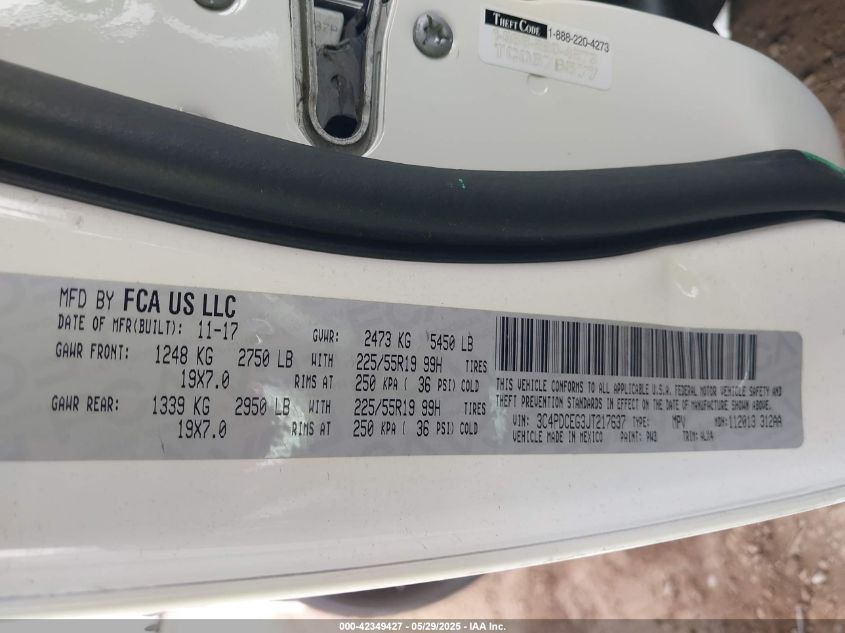 THEFT CODE 1-888-220-4273
MFD BY FCA US LLC
DATE OF MFR(BUILT): 11-17 GVWR: 2473 KG 5450 LB
GAWR FRONT: 1248 KG 2750 LB WITH 225/55R19 99H TIRES
19X7.0 RIMS AT 250 KPA ( 36 PSI) COLD
GAWR REAR: 1339 KG 2950 LB WITH 225/55R19 99H TIRES
19X7.0 RIMS AT 250 KPA ( 36 PSI) COLD
THIS VEHICLE CONFORMS TO ALL APPLICABLE U.S.A. FEDERAL MOTOR VEHICLE SAFETY AND
THEFT PREVENTION STANDARDS IN EFFECT ON THE DATE OF MANUFACTURE SHOWN ABOVE.
VIN: 3C4PDCEG3JT217637 TYPE: MPV MDH: 112013 312AA
VEHICLE MADE IN MEXICO PAINT: PW3 TRIM:
000-42349427 - 05/29/2025 - IAA Inc.